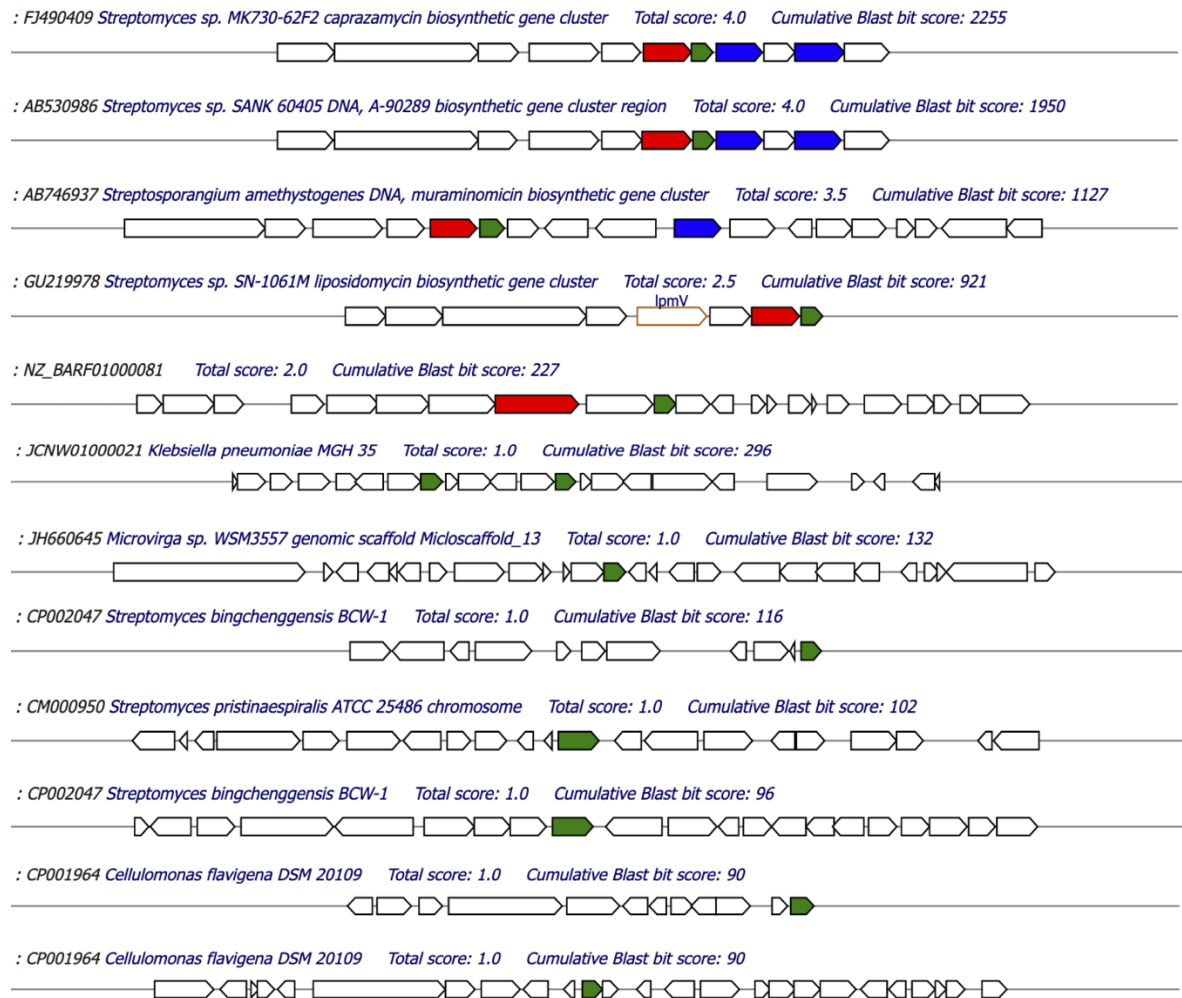 : FJ490409 Streptomyces sp. MK730-62F2 caprazamycin biosynthetic gene cluster Total score: 4.0 Cumulative Blast bit score: 2255
: AB530986 Streptomyces sp. SANK 60405 DNA, A-90289 biosynthetic gene cluster region Total score: 4.0 Cumulative Blast bit score: 1950
: AB746937 Streptosporangium amethystogenes DNA, muraminomicin biosynthetic gene cluster Total score: 3.5 Cumulative Blast bit score: 1127
: GU219978 Streptomyces sp. SN-1061M liposidomycin biosynthetic gene cluster Total score: 2.5 Cumulative Blast bit score: 921
lpmV
: NZ_BARF01000081 Total score: 2.0 Cumulative Blast bit score: 227
: JCNW01000021 Klebsiella pneumoniae MGH 35 Total score: 1.0 Cumulative Blast bit score: 296
: JH660645 Microvirga sp. WSM3557 genomic scaffold Micloscaffold_13 Total score: 1.0 Cumulative Blast bit score: 132
: CP002047 Streptomyces bingchenggensis BCW-1 Total score: 1.0 Cumulative Blast bit score: 116
: CM000950 Streptomyces pristinaespiralis ATCC 25486 chromosome Total score: 1.0 Cumulative Blast bit score: 102
: CP002047 Streptomyces bingchenggensis BCW-1 Total score: 1.0 Cumulative Blast bit score: 96
: CP001964 Cellulomonas flavigena DSM 20109 Total score: 1.0 Cumulative Blast bit score: 90
: CP001964 Cellulomonas flavigena DSM 20109 Total score: 1.0 Cumulative Blast bit score: 90